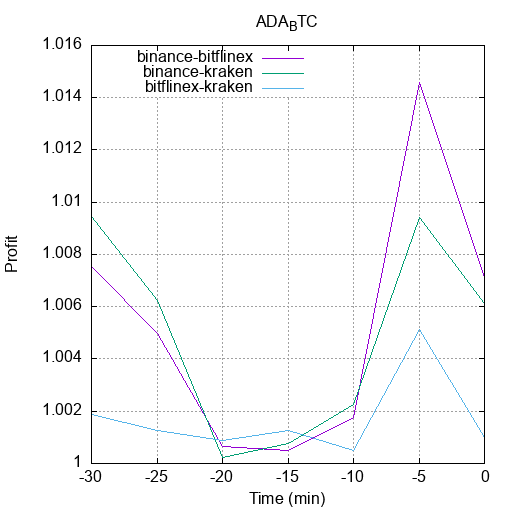 ADA_BTC
1.016
binance-bitflinex
binance-kraken
bitflinex-kraken
1.014
1.012
1.01
1.008
1.006
1.004
1.002
1
Profit
-30 -25 -20 -15 -10 -5 0
Time (min)